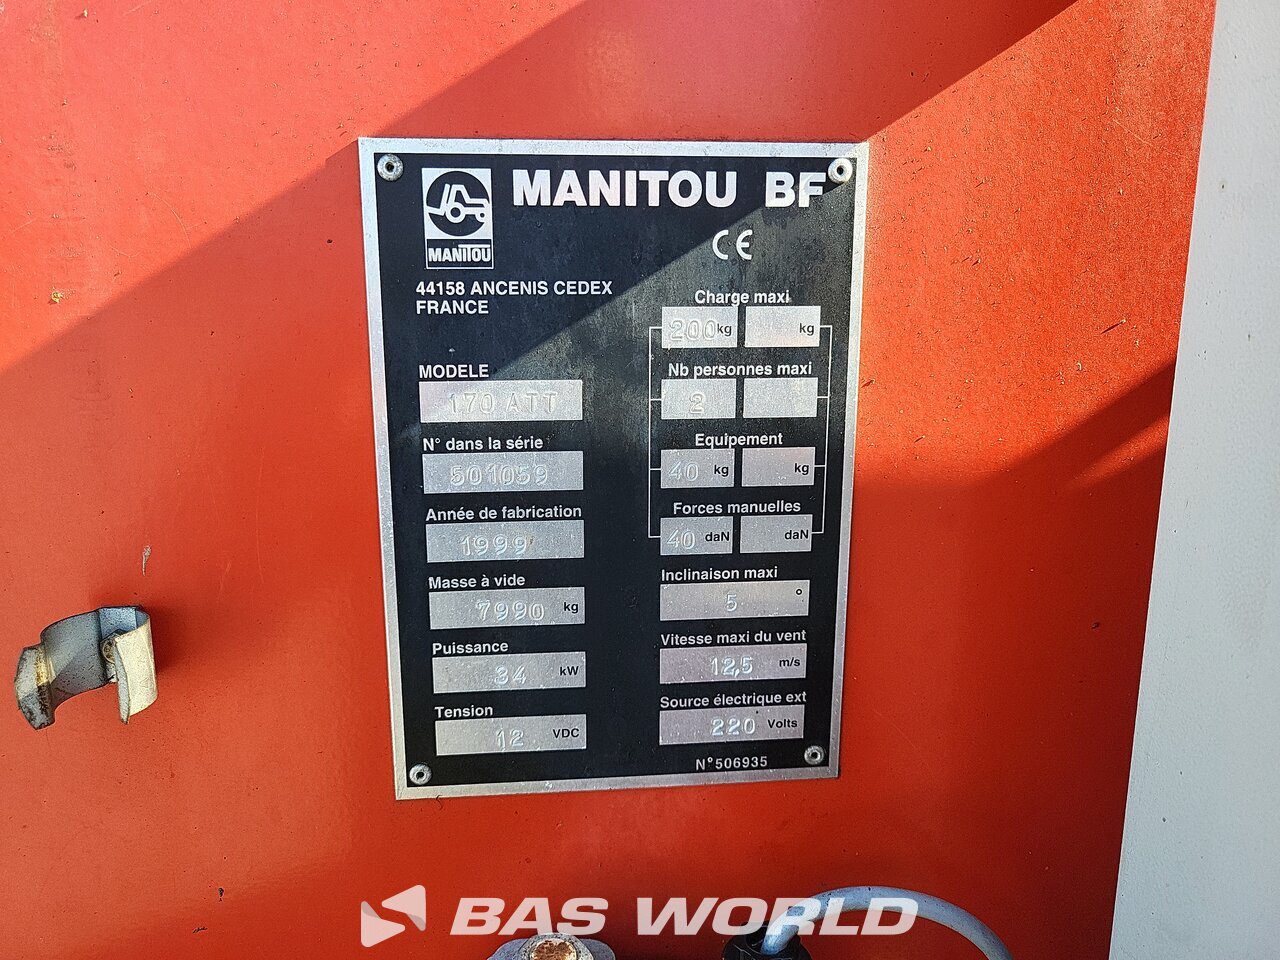 MANITOU BF
MANITOU
CE
44158 ANCENIS CEDEX
FRANCE
MODELE
170 ATT
N° dans la série
501059
Année de fabrication
1999
Masse à vide
7990 kg
Puissance
34 kW
Tension
12 VDC
Charge maxi
200 kg kg
Nb personnes maxi
2
Equipement
40 kg kg
Forces manuelles
40 daN daN
Inclinaison maxi
5 °
Vitesse maxi du vent
12,5 m/s
Source électrique ext
220 Volts
N° 506935
BAS WORLD